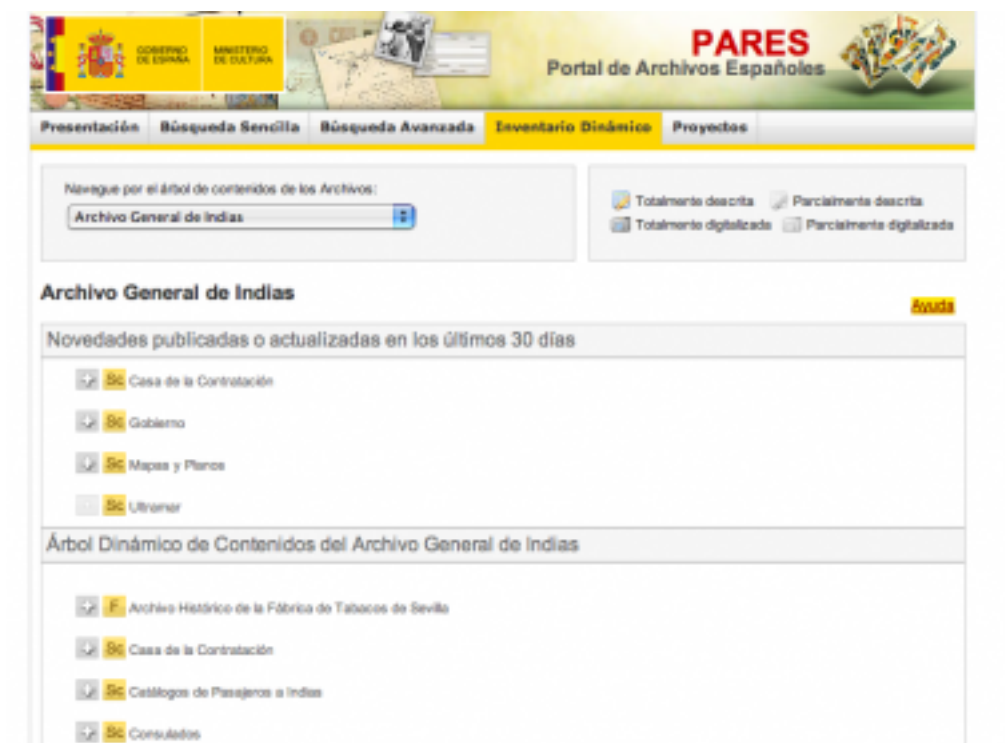 GOBIERNO DE ESPAÑA
MINISTERIO DE CULTURA
PARES
Portal de Archivos Españoles
Presentación Búsqueda Sencilla Búsqueda Avanzada Inventario Dinámico Proyectos
Navegue por el árbol de contenidos de los Archivos:
Archivo General de Indias
Totalmente descrita Parcialmente descrita
Totalmente digitalizada Parcialmente digitalizada
Archivo General de Indias
Ayuda
Novedades publicadas o actualizadas en los últimos 30 días
Sc Casa de la Contratación
Sc Gobierno
Sc Mapas y Planos
Sc Ultramar
Árbol Dinámico de Contenidos del Archivo General de Indias
F Archivo Histórico de la Fábrica de Tabacos de Sevilla
Sc Casa de la Contratación
Sc Catálogos de Pasajeros a Indias
Sc Consulados